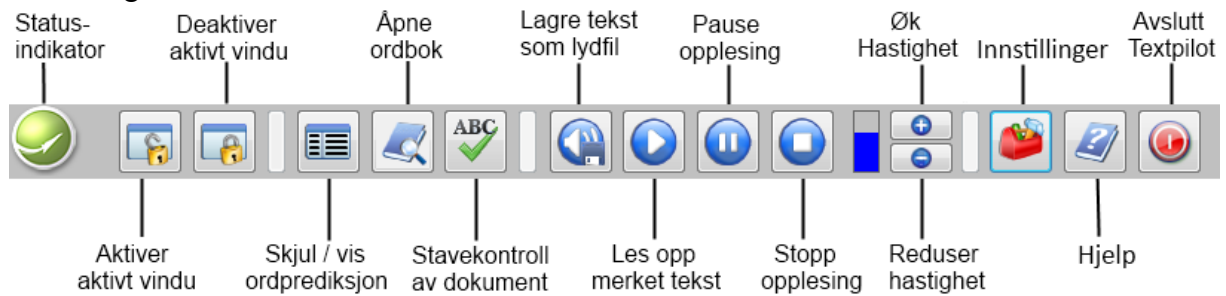 Status-
indikator
Deaktiver
aktivt vindu
Åpne
ordbok
Lagre tekst
som lydfil
Pause
opplesing
Øk
Hastighet
Innstillinger
Avslutt
Textpilot
ABC
Aktiver
aktivt vindu
Skjul / vis
ordprediksjon
Stavekontroll
av dokument
Les opp
merket tekst
Stopp
opplesing
Reduser
hastighet
Hjelp